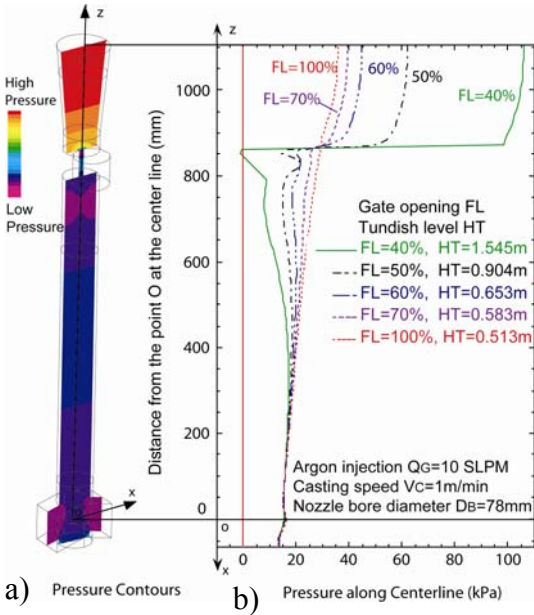 z
High
Pressure
Low
Pressure
x
a) Pressure Contours
z
Distance from the point O at the center line (mm)
1000
800
600
400
200
0
o
x
FL=100%
FL=70%
60%
50%
FL=40%
Gate opening FL
Tundish level HT
FL=40%, HT=1.545m
FL=50%, HT=0.904m
FL=60%, HT=0.653m
FL=70%, HT=0.583m
FL=100%, HT=0.513m
Argon injection QG=10 SLPM
Casting speed VC=1m/min
Nozzle bore diameter DB=78mm
0 20 40 60 80 100
b) Pressure along Centerline (kPa)